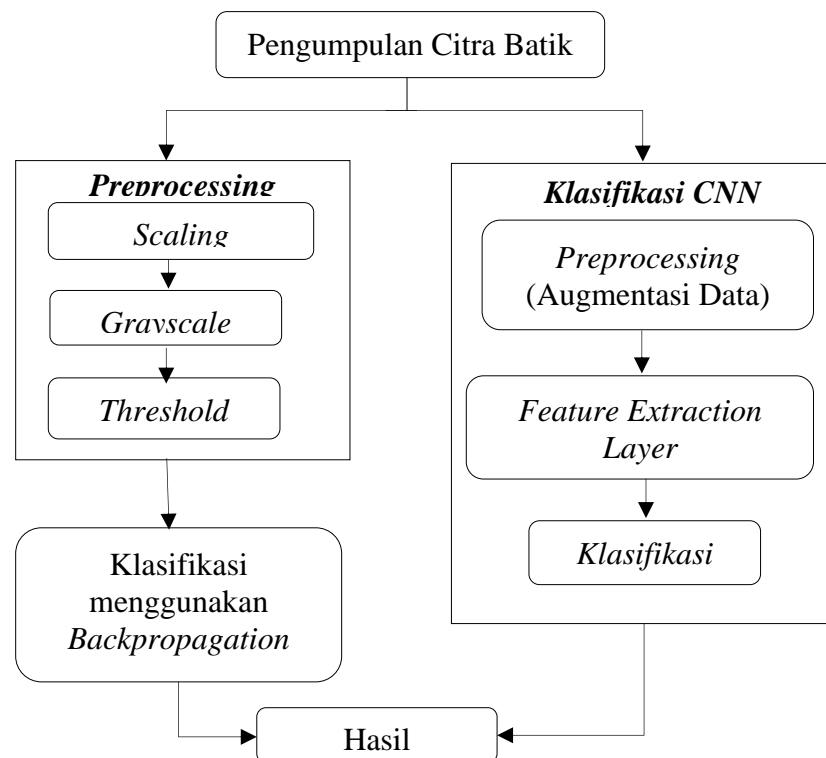 Pengumpulan Citra Batik
Preprocessing
Scaling
Grayscale
Threshold
Klasifikasi
menggunakan
Backpropagation
Klasifikasi CNN
Preprocessing
(Augmentasi Data)
Feature Extraction
Layer
Klasifikasi
Hasil